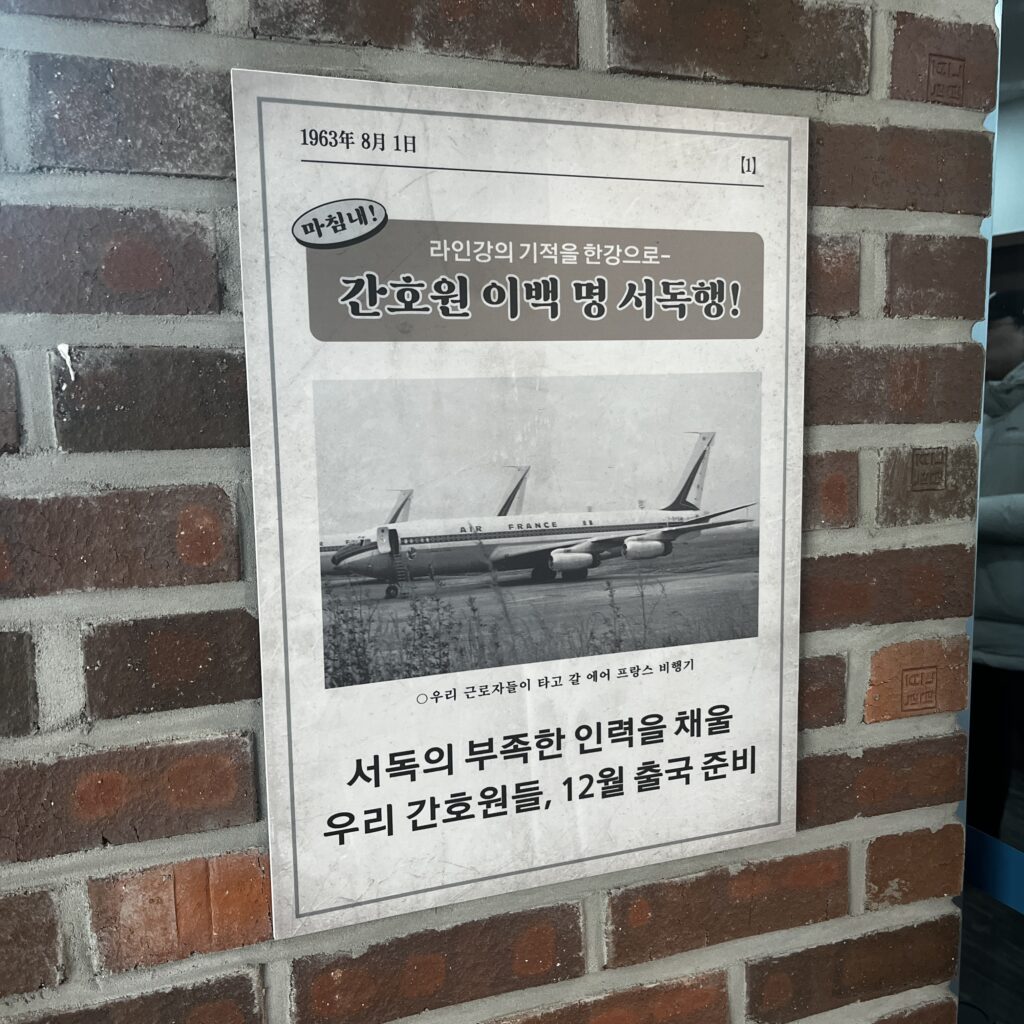 1963年 8月 1日
【1】
마침내!
라인강의 기적을 한강으로-
간호원 이백 명 서독행!
AIR FRANCE
○우리 근로자들이 타고 갈 에어 프랑스 비행기
서독의 부족한 인력을 채울
우리 간호원들, 12월 출국 준비